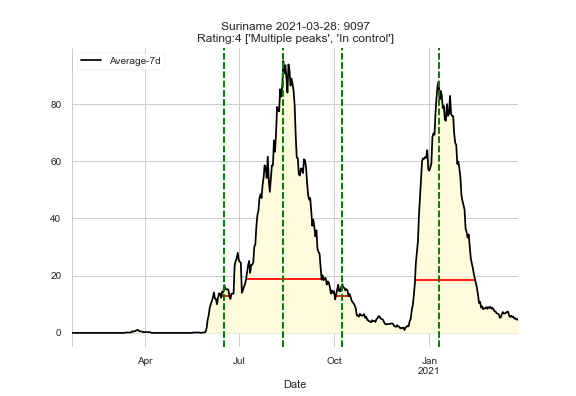 Suriname 2021-03-28: 9097
Rating:4 ['Multiple peaks', 'In control']
Average-7d
80
60
40
20
0
Apr
Jul
Oct
Jan
2021
Date